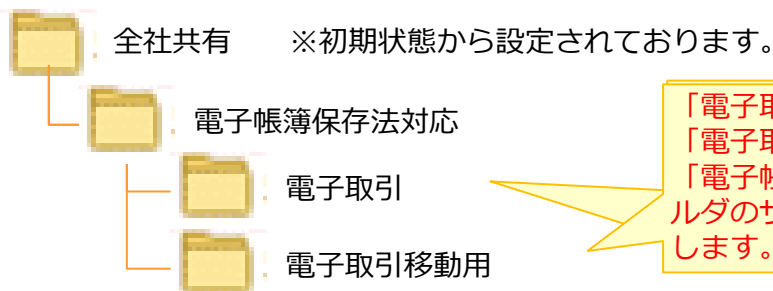 全社共有　　※初期状態から設定されております。
電子帳簿保存法対応
電子取引
電子取引移動用
「電子取
「電子取
「電子帳
ルダのサ
します。